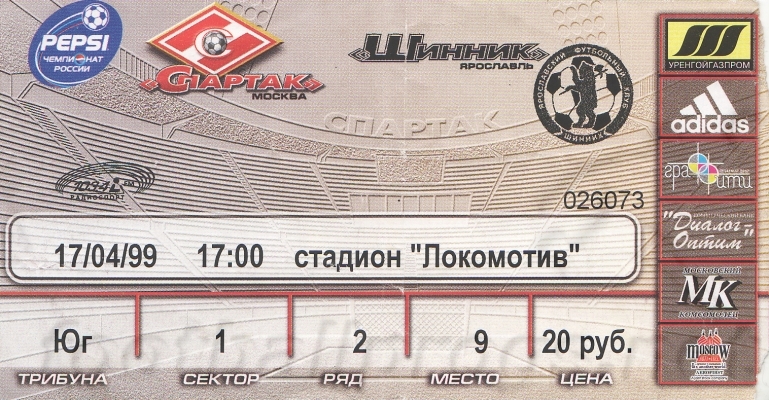 PEPSI
ЧЕМПИОНАТ
РОССИИ
«СПАРТАК»
МОСКВА
«ШИННИК»
ЯРОСЛАВЛЬ
ЯРОСЛАВСКИЙ ФУТБОЛЬНЫЙ КЛУБ
ШИННИК
СПАРТАК
РАДИОСПОРТ
026073
17/04/99 17:00 стадион "Локомотив"
Юг 1 2 9 20 руб.
ТРИБУНА СЕКТОР РЯД МЕСТО ЦЕНА
УРЕНГОЙГАЗПРОМ
adidas
графити
"Диалог
Оптим"
МОСКОВСКИЙ
МК
КОМСОМОЛЕЦ
MOSCOW